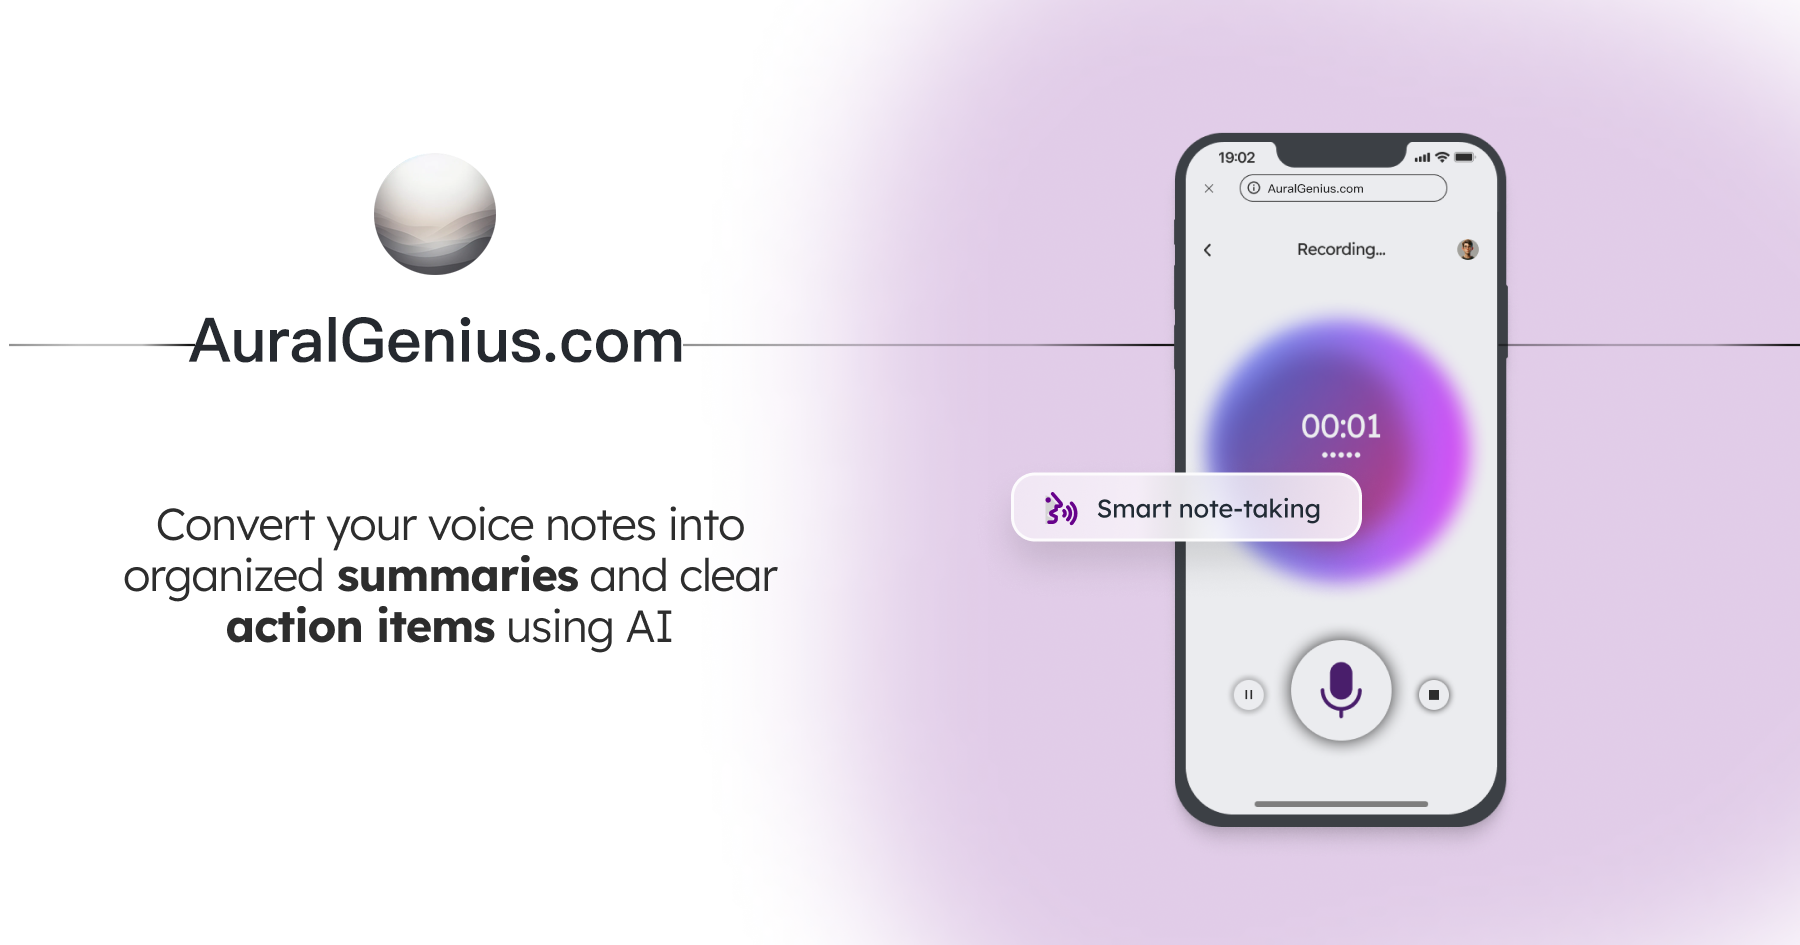 AuralGenius.com
Convert your voice notes into
organized summaries and clear
action items using AI
19:02
AuralGenius.com
Recording...
00:01
Smart note-taking